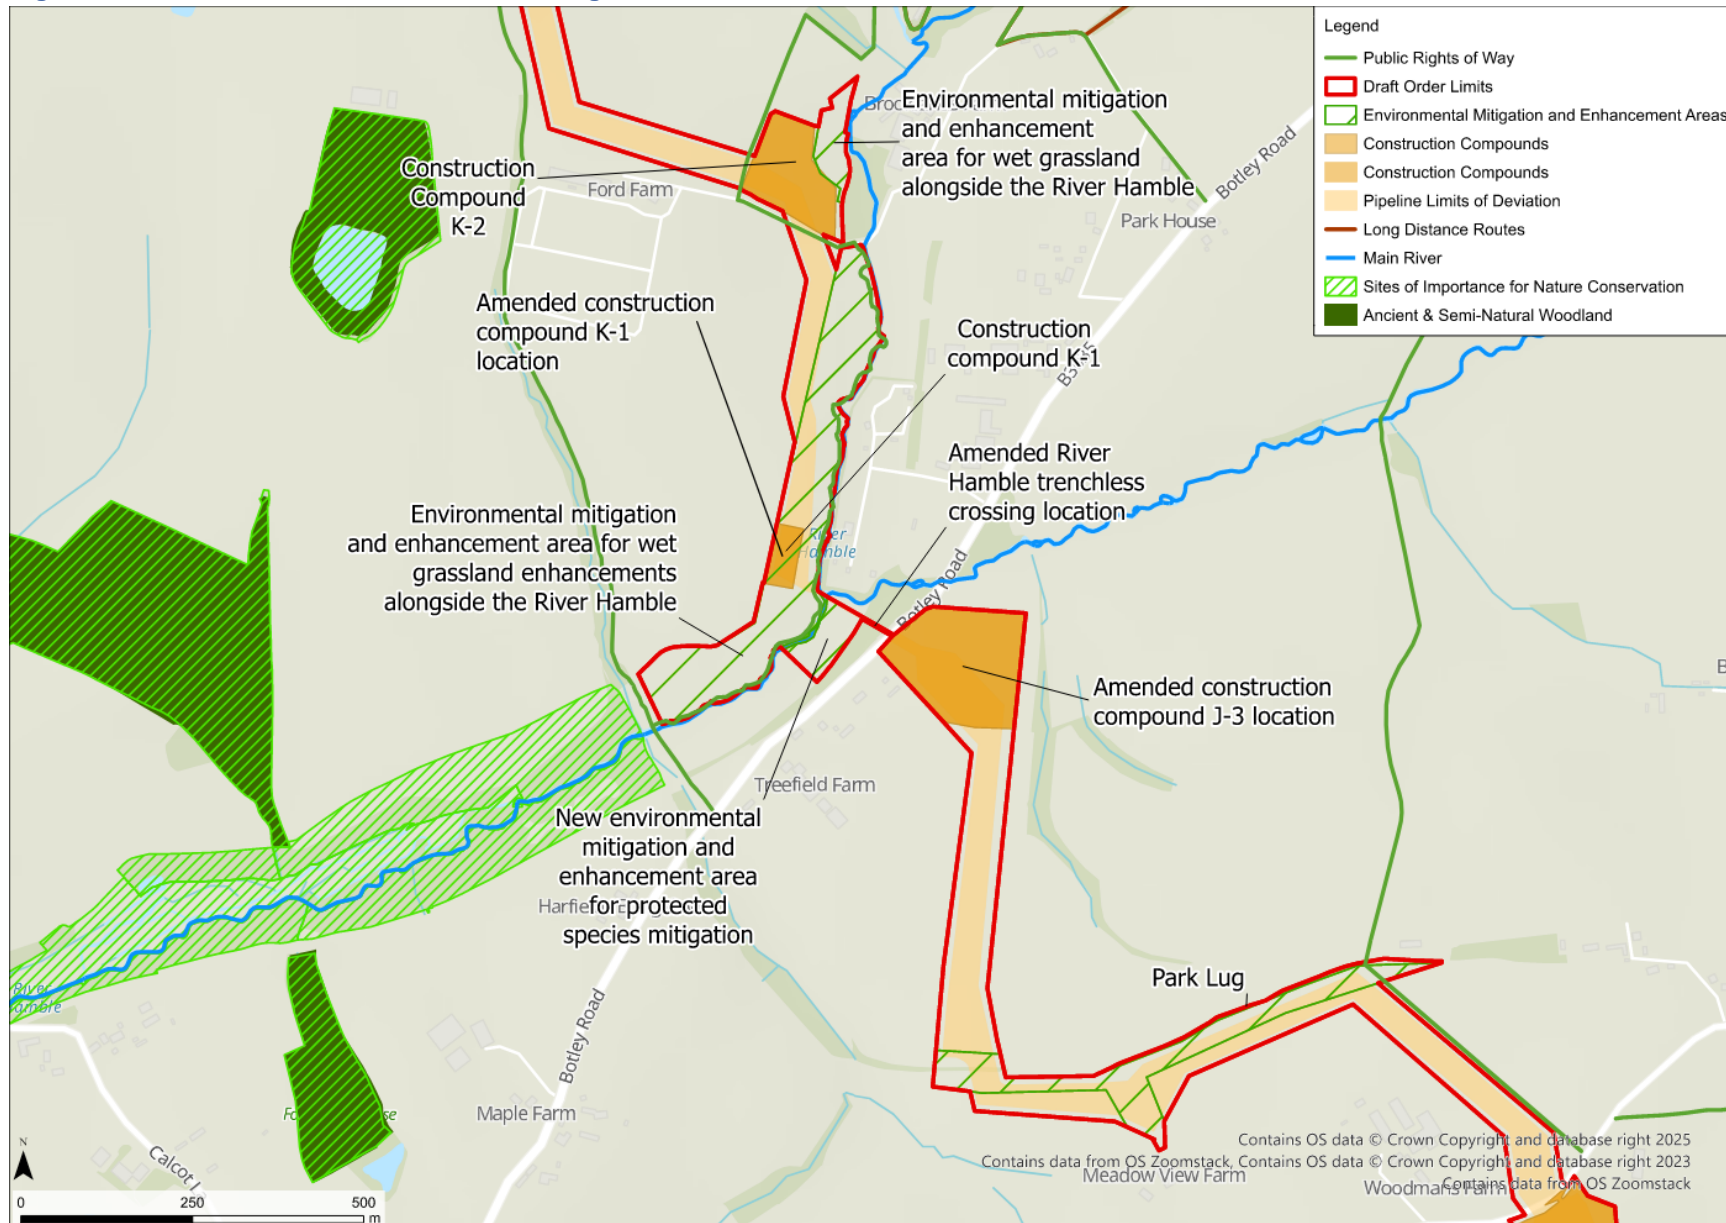 Legend
Public Rights of Way
Draft Order Limits
Environmental Mitigation and Enhancement Areas
Construction Compounds
Construction Compounds
Pipeline Limits of Deviation
Long Distance Routes
Main River
Sites of Importance for Nature Conservation
Ancient & Semi-Natural Woodland
Environmental mitigation
and enhancement
area for wet grassland
alongside the River Hamble
Construction
Compound
K-2
Ford Farm
Botley Road
Park House
Amended construction
compound K-1
location
Construction
compound K-1
Amended River
Hamble trenchless
crossing location
Environmental mitigation
and enhancement area for wet
grassland enhancements
alongside the River Hamble
River
Hamble
Botley Road
Amended construction
compound J-3 location
Treefield Farm
New environmental
mitigation and
enhancement area
for protected
species mitigation
River
Park Lug
Botley Road
Maple Farm
Calcot
Meadow View Farm
Woodmans Farm
Contains OS data © Crown Copyright and database right 2025
Contains data from OS Zoomstack, Contains OS data © Crown Copyright and database right 2023
Contains data from OS Zoomstack
N
0 250 500
m